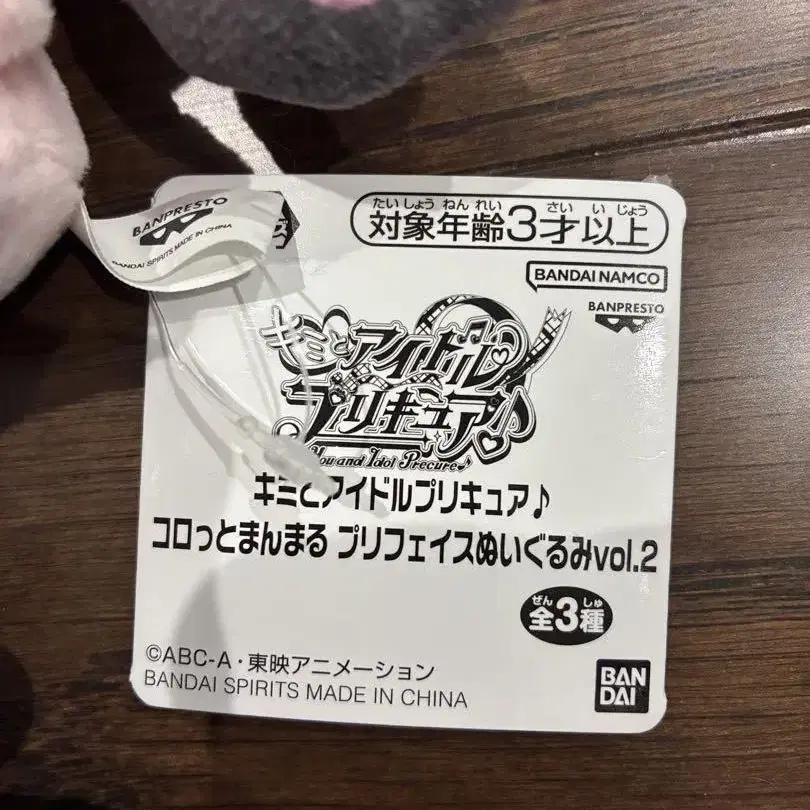 BANPRESTO
BANDAI SPIRITS MADE IN CHINA
たいしょうねんれい さいいじょう
対象年齢3才以上
BANDAI NAMCO
BANPRESTO
キミとアイドル
プリキュア♪
You and Idol Precure♪
キミとアイドルプリキュア♪
コロっとまんまる プリフェイスぬいぐるみvol.2
ぜん しゅ
全3種
©ABC-A・東映アニメーション
BANDAI SPIRITS MADE IN CHINA
BAN
DAI